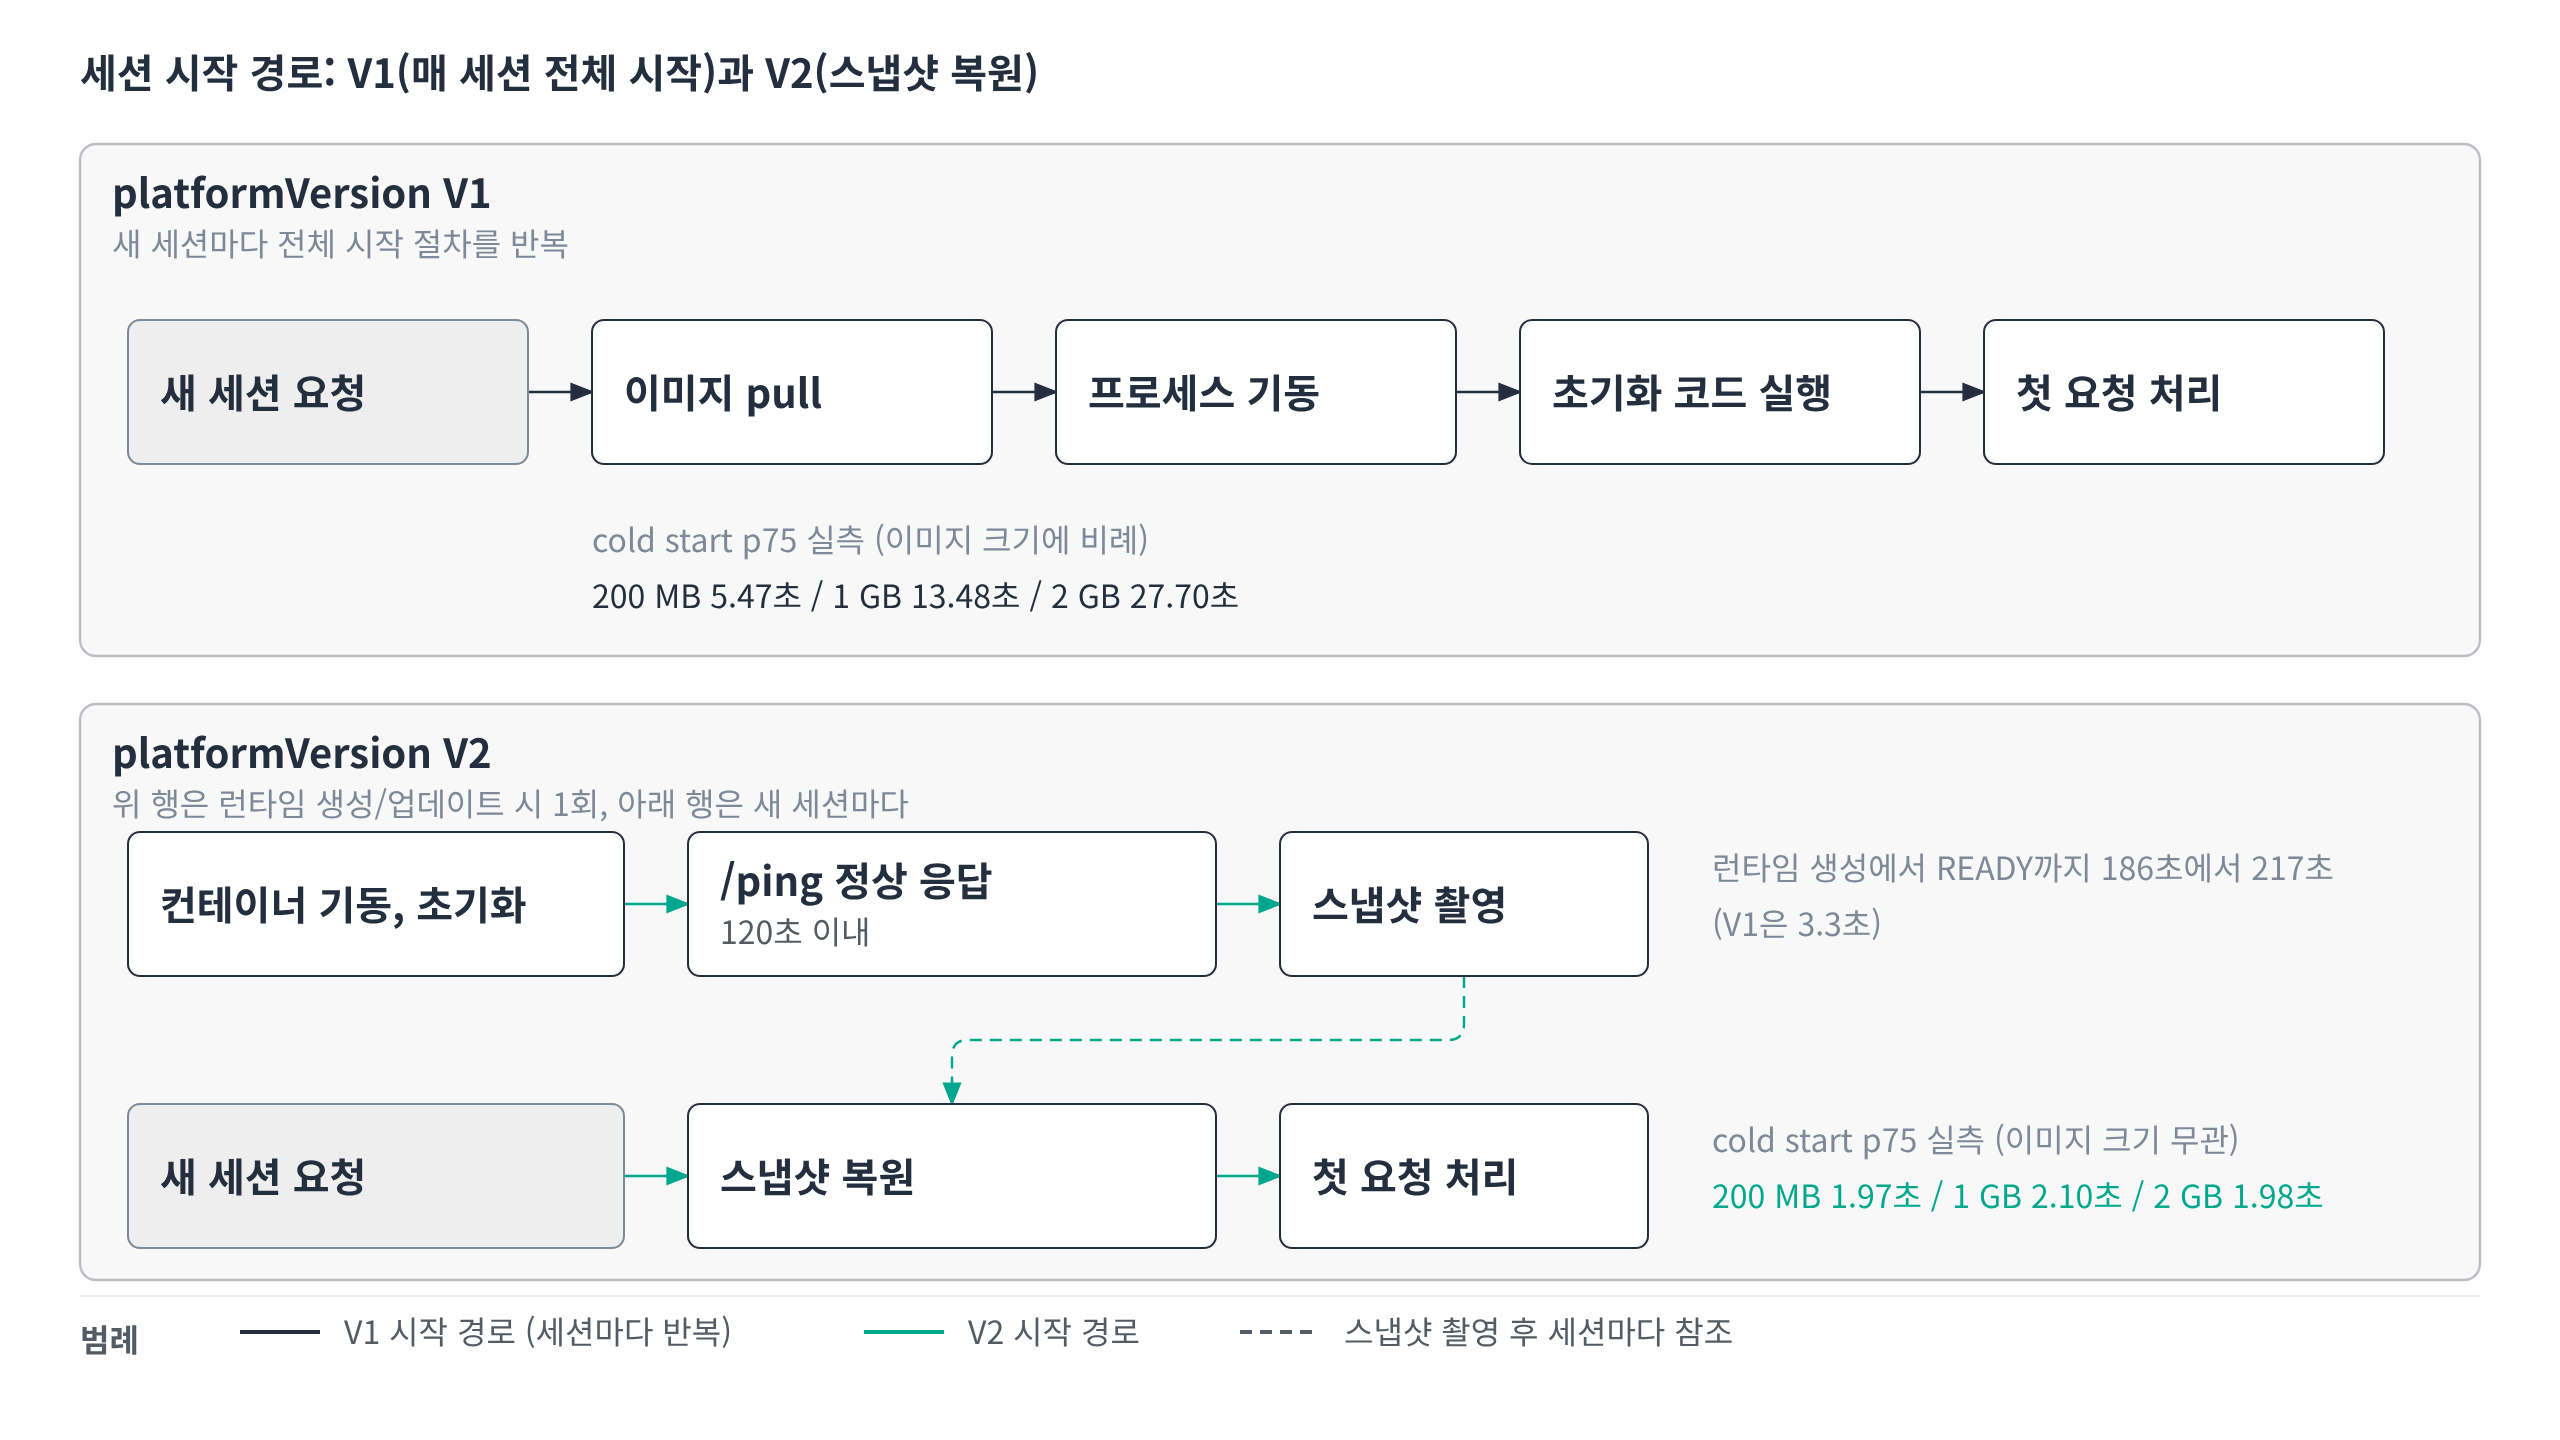 세션 시작 경로: V1(매 세션 전체 시작)과 V2(스냅샷 복원)
platformVersion V1
새 세션마다 전체 시작 절차를 반복
새 세션 요청
이미지 pull
프로세스 기동
초기화 코드 실행
첫 요청 처리
cold start p75 실측 (이미지 크기에 비례)
200 MB 5.47초 / 1 GB 13.48초 / 2 GB 27.70초
platformVersion V2
위 행은 런타임 생성/업데이트 시 1회, 아래 행은 새 세션마다
컨테이너 기동, 초기화
/ping 정상 응답
120초 이내
스냅샷 촬영
런타임 생성에서 READY까지 186초에서 217초
(V1은 3.3초)
새 세션 요청
스냅샷 복원
첫 요청 처리
cold start p75 실측 (이미지 크기 무관)
200 MB 1.97초 / 1 GB 2.10초 / 2 GB 1.98초
범례
V1 시작 경로 (세션마다 반복)
V2 시작 경로
스냅샷 촬영 후 세션마다 참조